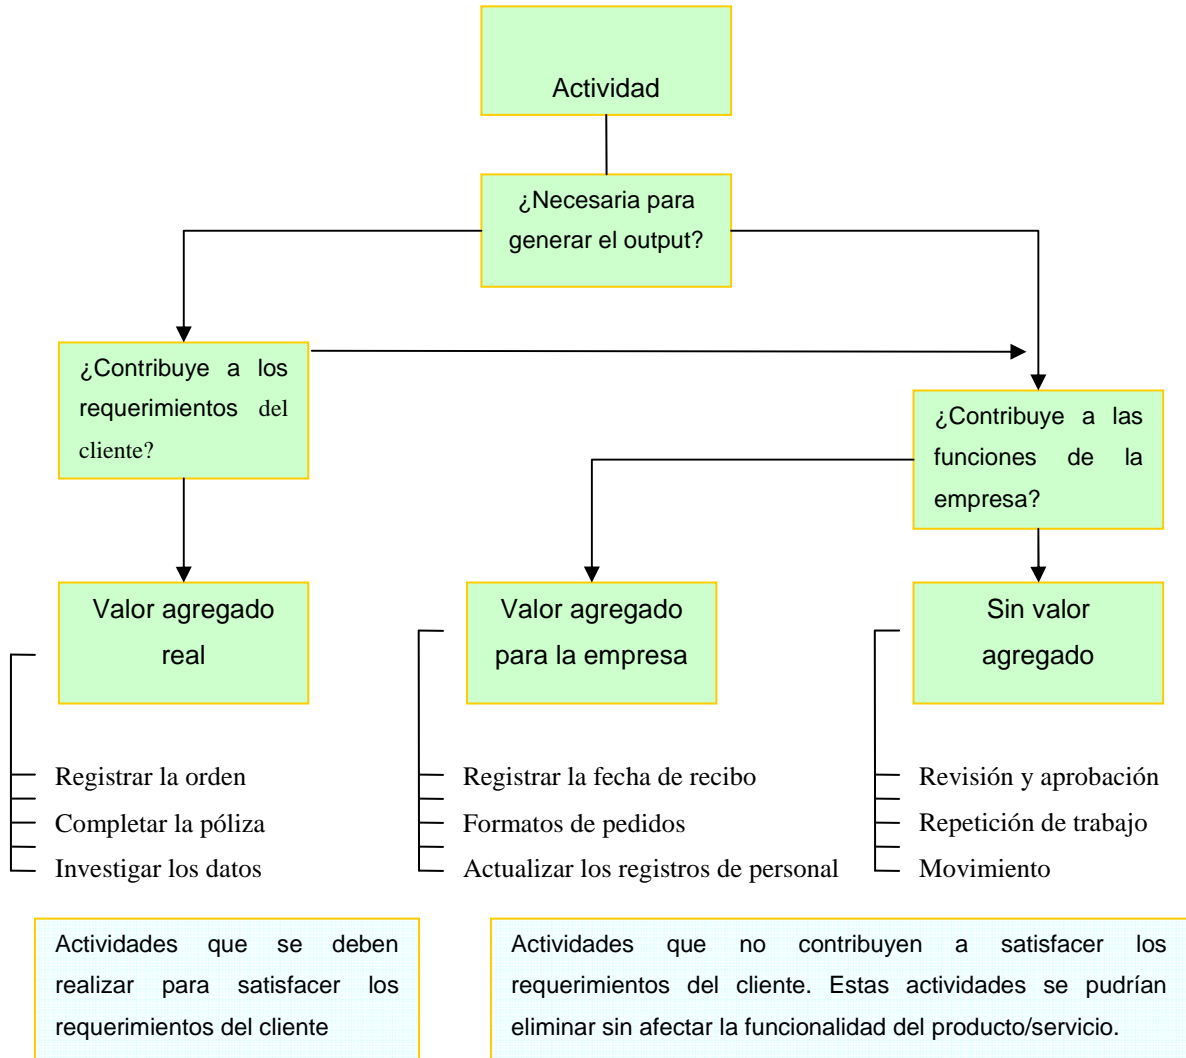 Actividad
¿Necesaria para
generar el output?
¿Contribuye a los
requerimientos del
cliente?
¿Contribuye a las
funciones de la
empresa?
Valor agregado
real
Valor agregado
para la empresa
Sin valor
agregado
Registrar la orden
Completar la póliza
Investigar los datos
Registrar la fecha de recibo
Formatos de pedidos
Actualizar los registros de personal
Revisión y aprobación
Repetición de trabajo
Movimiento
Actividades que se deben
realizar para satisfacer los
requerimientos del cliente
Actividades que no contribuyen a satisfacer los
requerimientos del cliente. Estas actividades se pudrían
eliminar sin afectar la funcionalidad del producto/servicio.